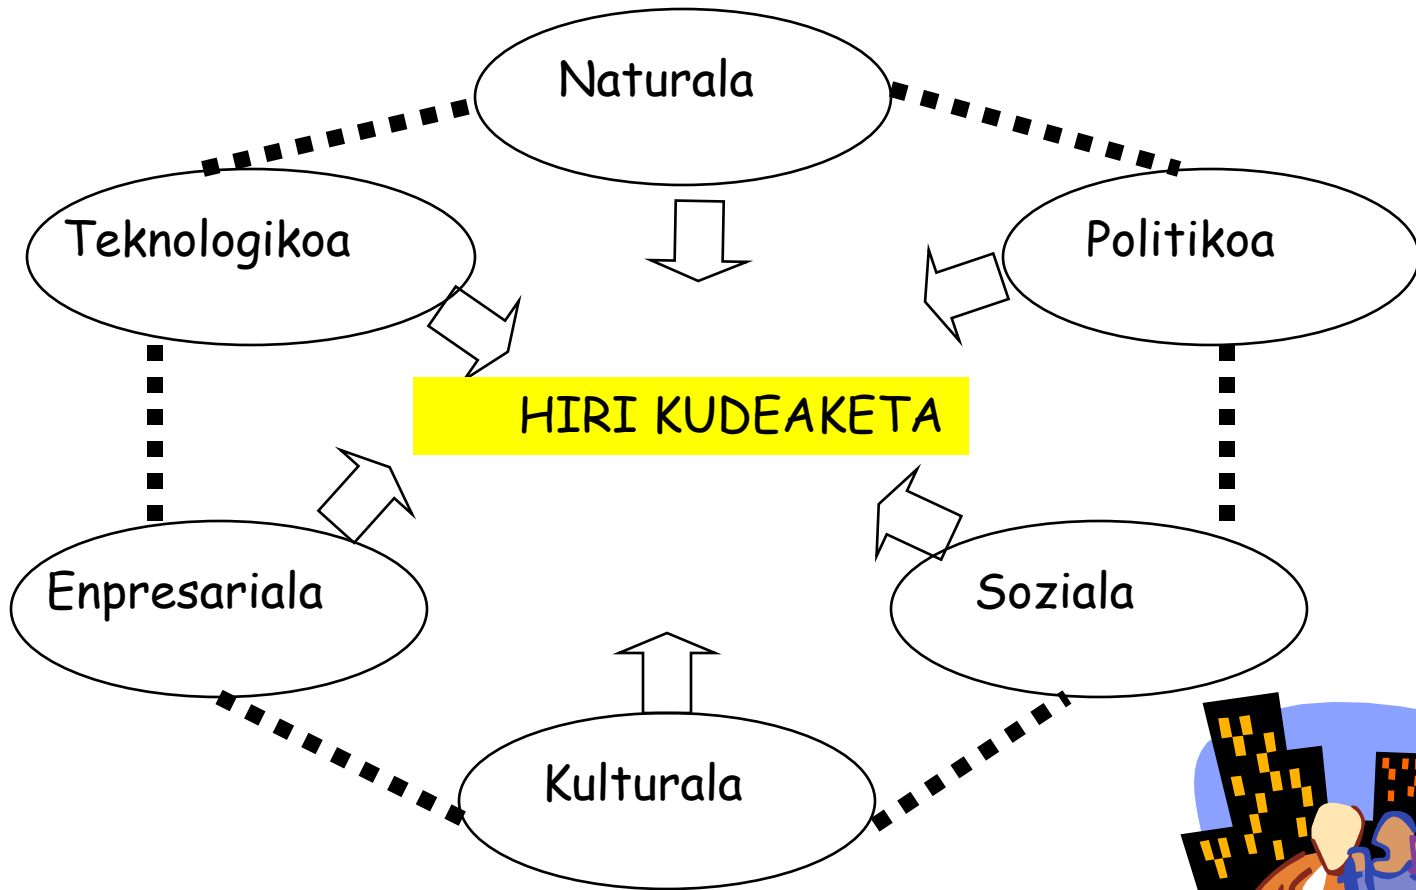 Naturala
Teknologikoa
Politikoa
HIRI KUDEAKETA
Enpresariala
Soziala
Kulturala